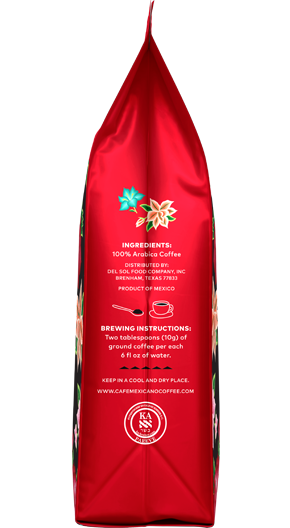 INGREDIENTS:
100% Arabica Coffee
DISTRIBUTED BY:
DEL SOL FOOD COMPANY, INC
BRENHAM, TEXAS 77833
PRODUCT OF MEXICO
BREWING INSTRUCTIONS:
Two tablespoons (10g) of
ground coffee per each
6 fl oz of water.
KEEP IN A COOL AND DRY PLACE.
WWW.CAFEMEXICANOCOFFEE.COM
KA
PAREVE